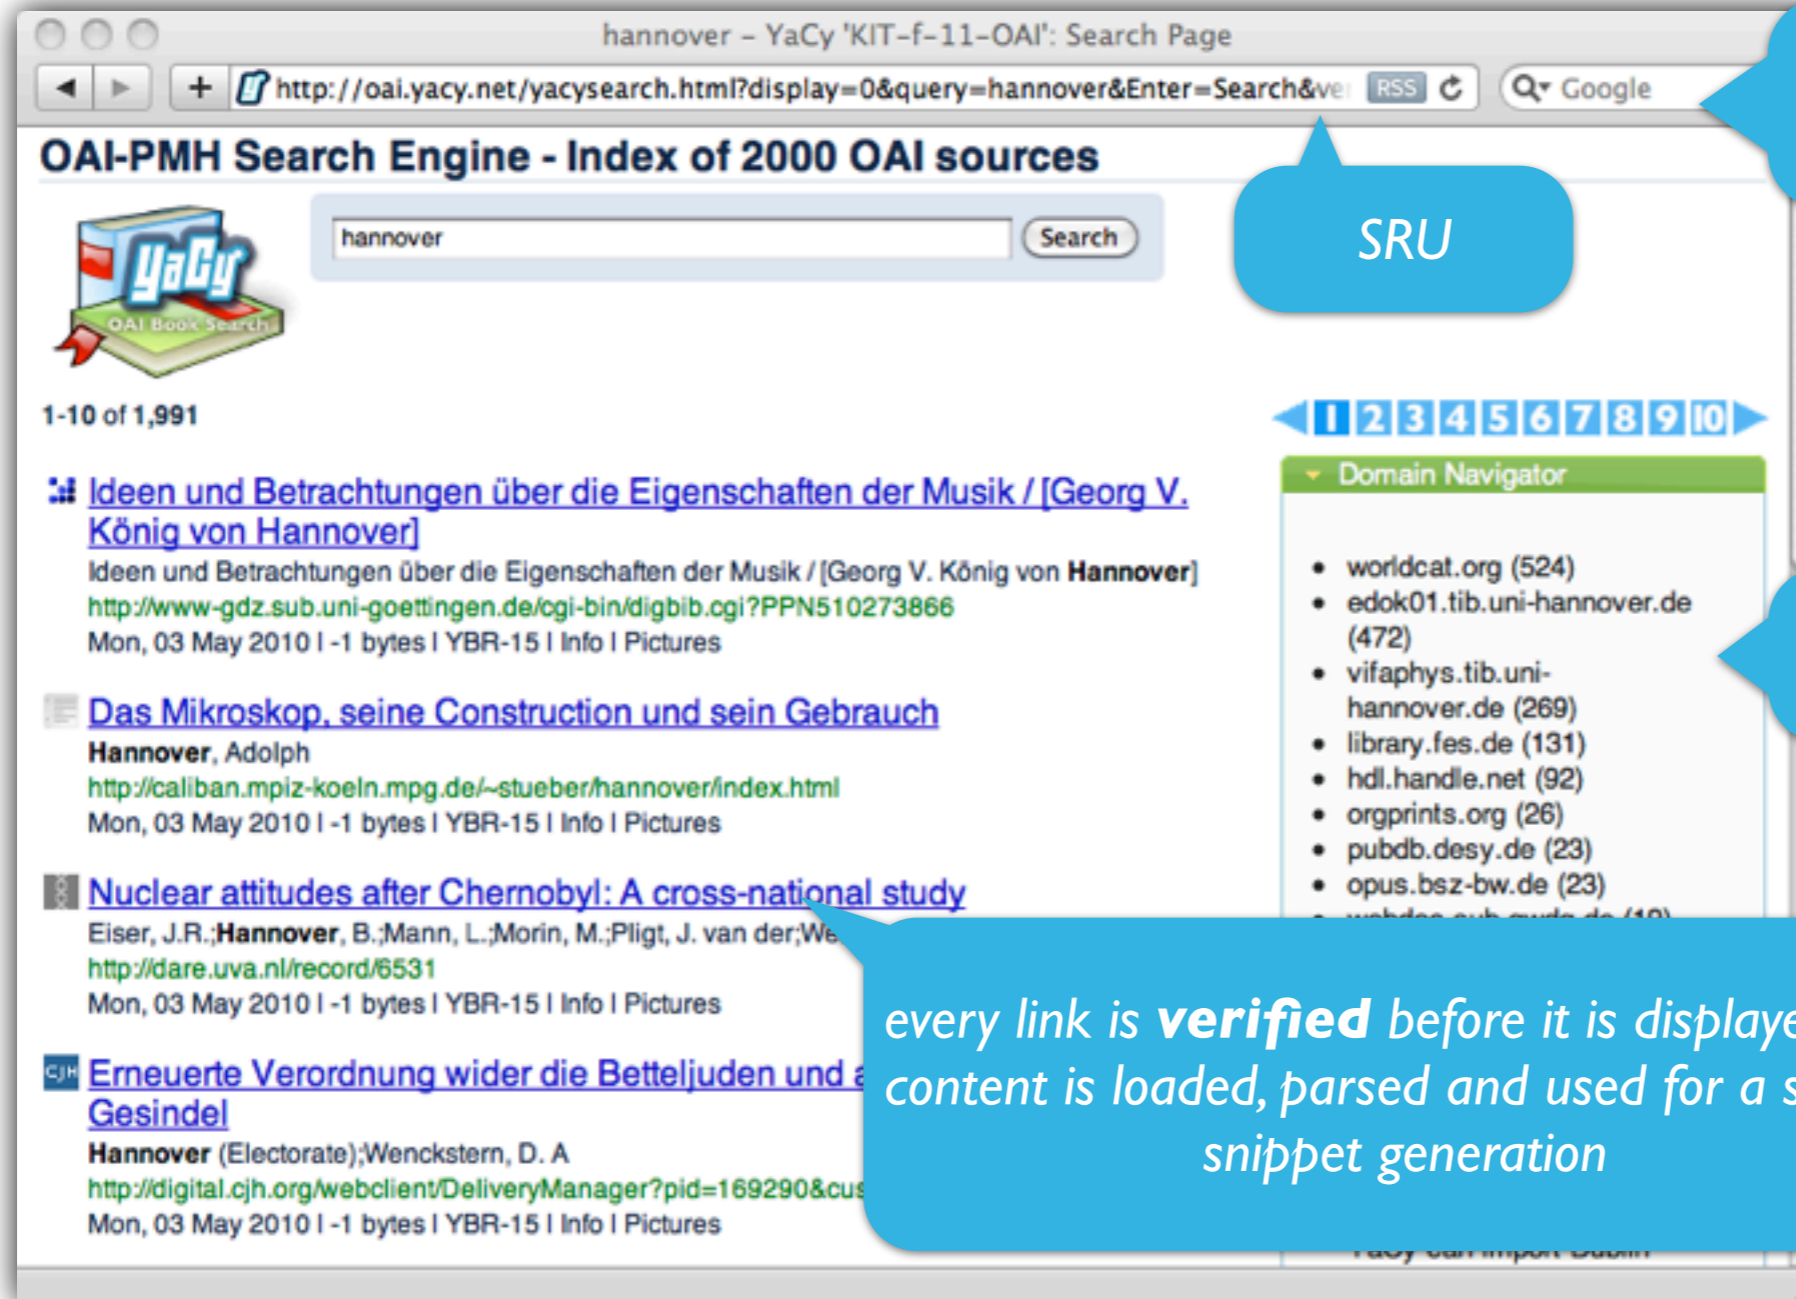 hannover – YaCy 'KIT-f-11-OAI': Search Page
http://oai.yacy.net/yacysearch.html?display=0&query=hannover&Enter=Search&ve
RSS
Google
OAI-PMH Search Engine - Index of 2000 OAI sources
YaCy
OAI Book Search
hannover
Search
SRU
1-10 of 1,991
1 2 3 4 5 6 7 8 9 10
Ideen und Betrachtungen über die Eigenschaften der Musik / [Georg V.
König von Hannover]
Ideen und Betrachtungen über die Eigenschaften der Musik / [Georg V. König von Hannover]
http://www-gdz.sub.uni-goettingen.de/cgi-bin/digbib.cgi?PPN510273866
Mon, 03 May 2010 | -1 bytes | YBR-15 | Info | Pictures
Das Mikroskop, seine Construction und sein Gebrauch
Hannover, Adolph
http://caliban.mpiz-koeln.mpg.de/~stueber/hannover/index.html
Mon, 03 May 2010 | -1 bytes | YBR-15 | Info | Pictures
Nuclear attitudes after Chernobyl: A cross-national study
Eiser, J.R.;Hannover, B.;Mann, L.;Morin, M.;Pligt, J. van der;We
http://dare.uva.nl/record/6531
Mon, 03 May 2010 | -1 bytes | YBR-15 | Info | Pictures
CJH
Erneuerte Verordnung wider die Betteljuden und a
Gesindel
Hannover (Electorate);Wenckstern, D. A
http://digital.cjh.org/webclient/DeliveryManager?pid=169290&cus
Mon, 03 May 2010 | -1 bytes | YBR-15 | Info | Pictures
Domain Navigator
• worldcat.org (524)
• edok01.tib.uni-hannover.de
(472)
• vifaphys.tib.uni-
hannover.de (269)
• library.fes.de (131)
• hdl.handle.net (92)
• orgprints.org (26)
• pubdb.desy.de (23)
• opus.bsz-bw.de (23)
every link is verified before it is displaye
content is loaded, parsed and used for a s
snippet generation